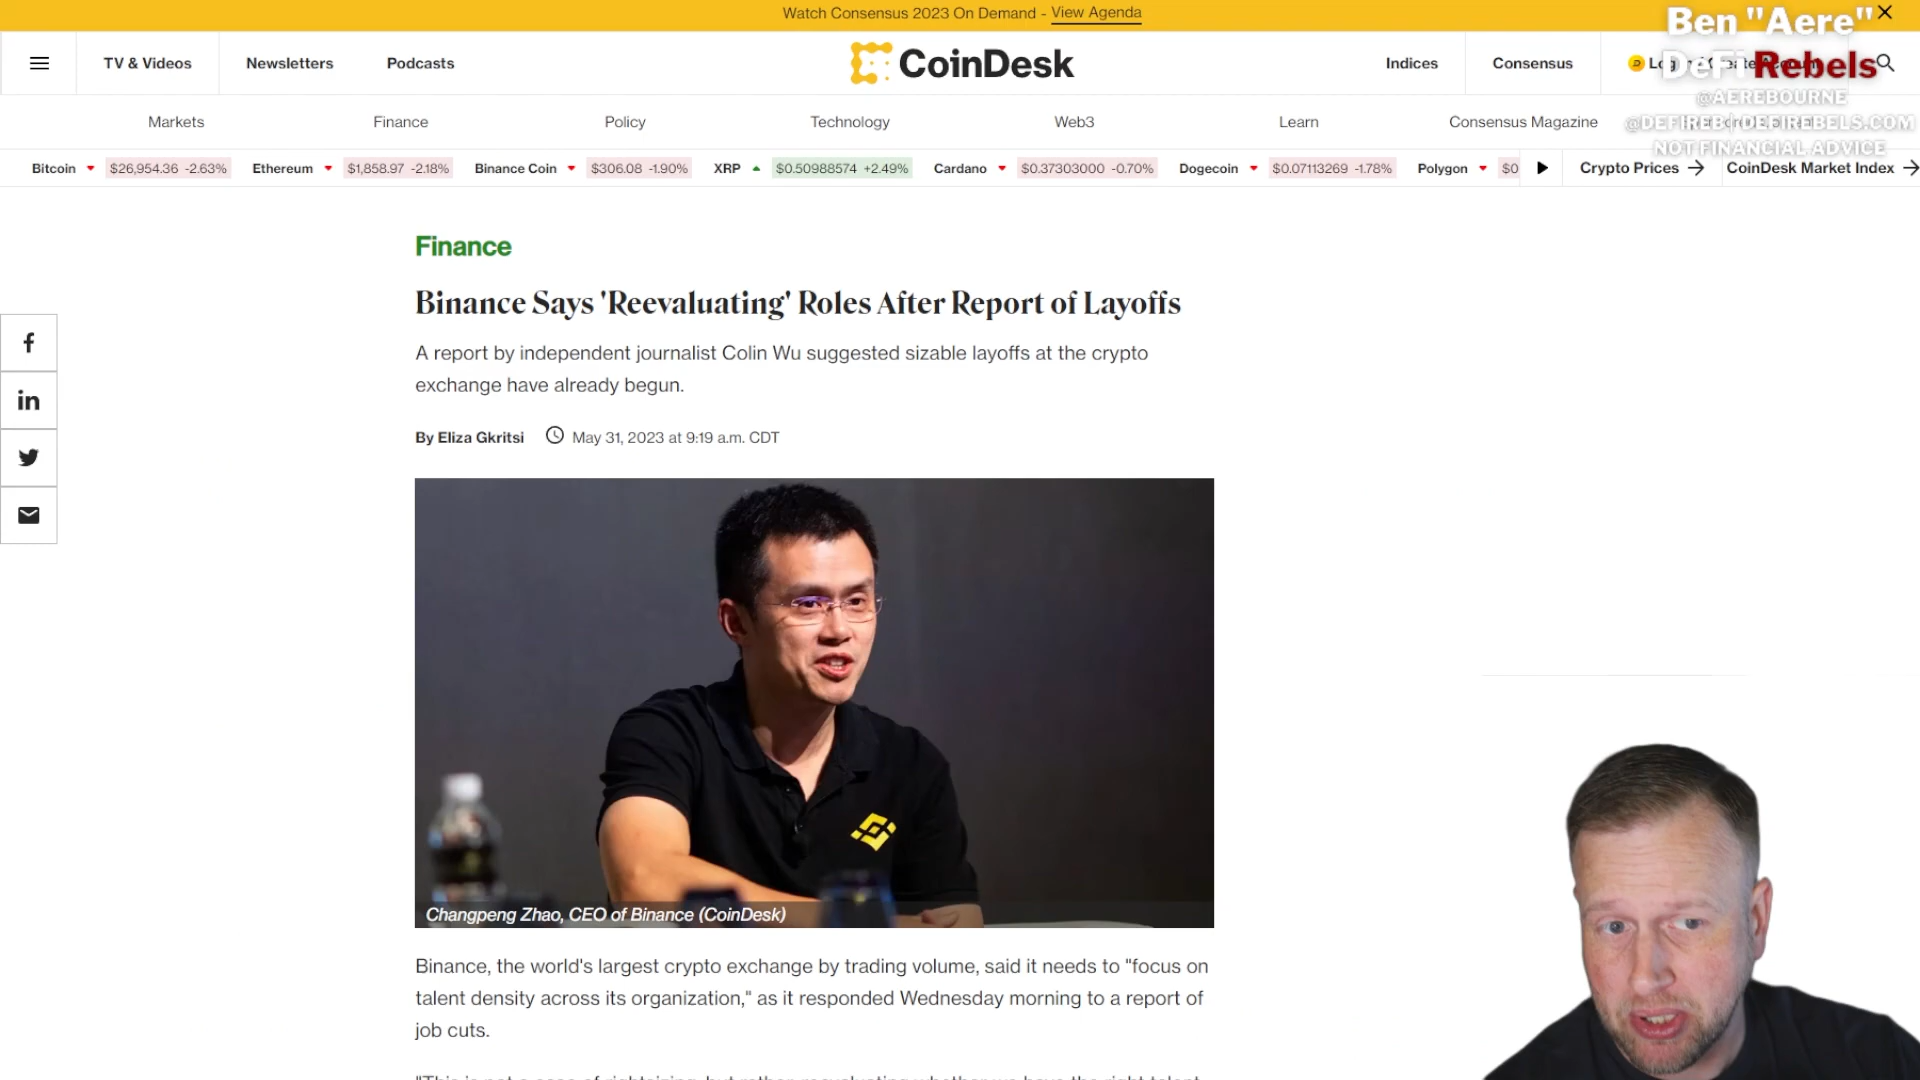 Watch Consensus 2023 On Demand - View Agenda
Ben "Aere"
TV & Videos Newsletters Podcasts CoinDesk Indices Consensus
DeFi Rebels
@AEREBOURNE
Markets Finance Policy Technology Web3 Learn Consensus Magazine
NOT FINANCIAL ADVICE
Bitcoin $26,954.36 -2.63% Ethereum $1,858.97 -2.18% Binance Coin $306.08 -1.90% XRP $0.50988574 +2.49% Cardano $0.37303000 -0.70% Dogecoin $0.07113269 -1.78% Polygon $0 Crypto Prices → CoinDesk Market Index →
Finance
Binance Says 'Reevaluating' Roles After Report of Layoffs
A report by independent journalist Colin Wu suggested sizable layoffs at the crypto
exchange have already begun.
By Eliza Gkritsi May 31, 2023 at 9:19 a.m. CDT
Changpeng Zhao, CEO of Binance (CoinDesk)
Binance, the world's largest crypto exchange by trading volume, said it needs to "focus on
talent density across its organization," as it responded Wednesday morning to a report of
job cuts.